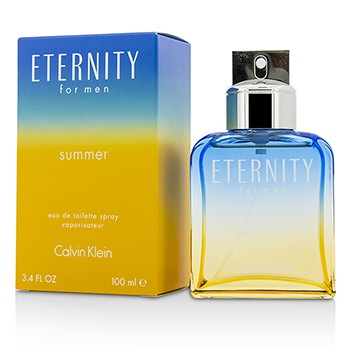 ETERNITY
for men
summer
eau de toilette spray
vaporisateur
Calvin Klein
3.4 FL OZ 100 ml ℮
ETERNITY
for men